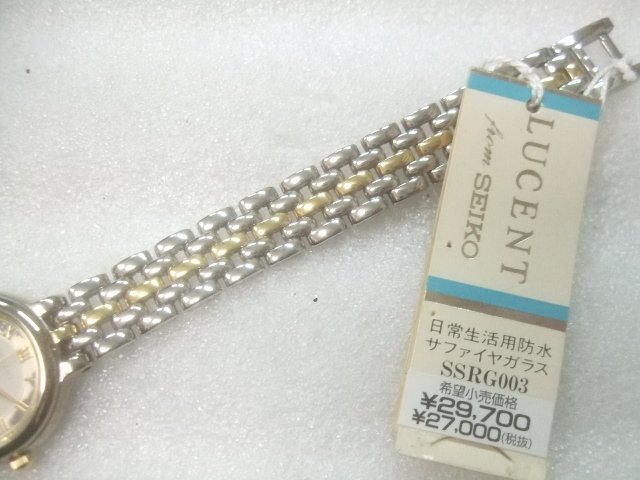 LUCENT
from SEIKO
日常生活用防水
サファイヤガラス
SSRG003
希望小売価格
¥29,700
¥27,000(税抜)